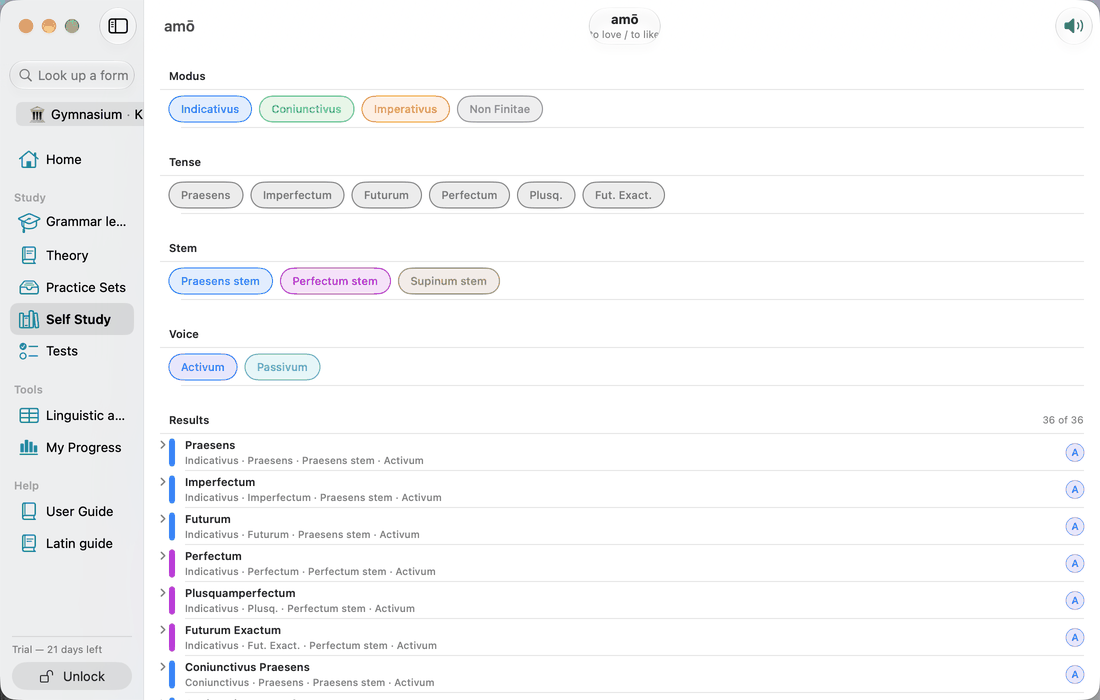 amō
amō
to love / to like
Look up a form
Gymnasium · K
Home
Study
Grammar le...
Theory
Practice Sets
Self Study
Tests
Tools
Linguistic a...
My Progress
Help
User Guide
Latin guide
Trial — 21 days left
Unlock
Modus
Indicativus
Coniunctivus
Imperativus
Non Finitae
Tense
Praesens
Imperfectum
Futurum
Perfectum
Plusq.
Fut. Exact.
Stem
Praesens stem
Perfectum stem
Supinum stem
Voice
Activum
Passivum
Results
36 of 36
Praesens
Indicativus · Praesens · Praesens stem · Activum
A
Imperfectum
Indicativus · Imperfectum · Praesens stem · Activum
A
Futurum
Indicativus · Futurum · Praesens stem · Activum
A
Perfectum
Indicativus · Perfectum · Perfectum stem · Activum
A
Plusquamperfectum
Indicativus · Plusq. · Perfectum stem · Activum
A
Futurum Exactum
Indicativus · Fut. Exact. · Perfectum stem · Activum
A
Coniunctivus Praesens
Coniunctivus · Praesens · Praesens stem · Activum
A